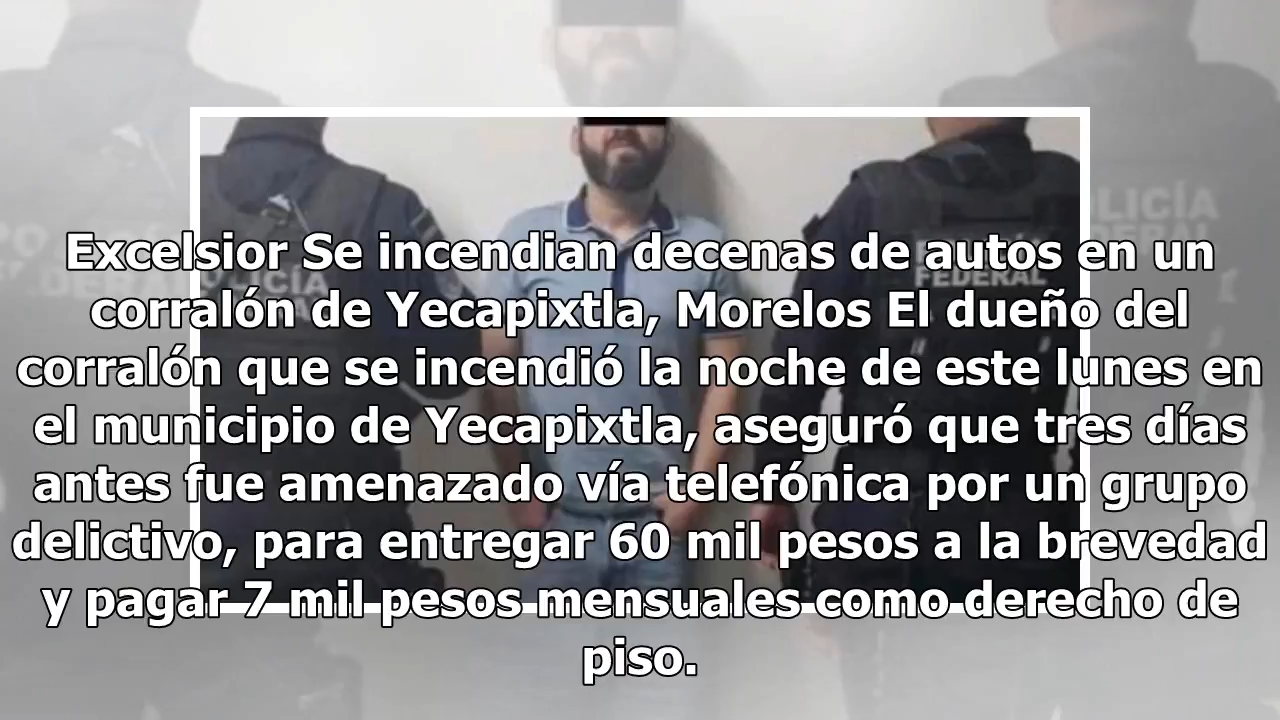 Excelsior Se incendian decenas de autos en un
corralón de Yecapixtla, Morelos El dueño del
corralón que se incendió la noche de este lunes en
el municipio de Yecapixtla, aseguró que tres días
antes fue amenazado vía telefónica por un grupo
delictivo, para entregar 60 mil pesos a la brevedad
y pagar 7 mil pesos mensuales como derecho de
piso.
FEDERAL